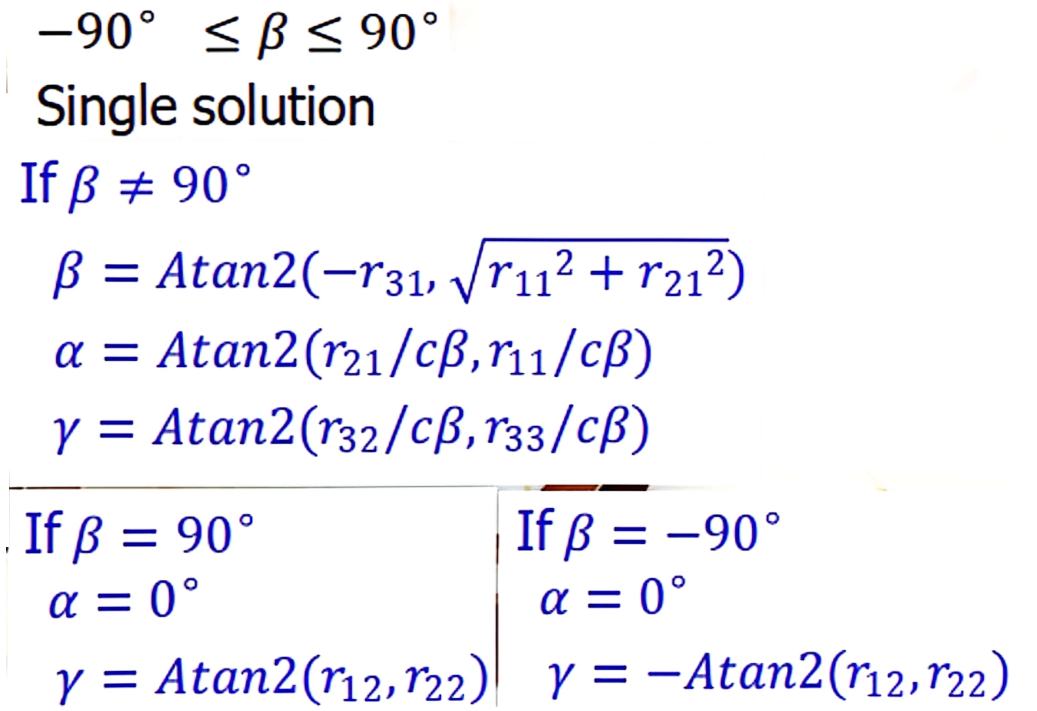 −90° ≤ β ≤ 90°
Single solution
If β ≠ 90°
β = Atan2(−r₃₁, √(r₁₁² + r₂₁²))
α = Atan2(r₂₁/cβ, r₁₁/cβ)
γ = Atan2(r₃₂/cβ, r₃₃/cβ)
If β = 90°
α = 0°
γ = Atan2(r₁₂, r₂₂)
If β = −90°
α = 0°
γ = −Atan2(r₁₂, r₂₂)